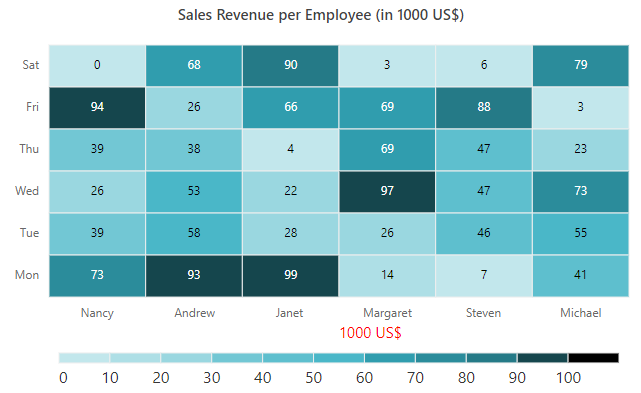 Sales Revenue per Employee (in 1000 US$)
Sat 0 68 90 3 6 79
Fri 94 26 66 69 88 3
Thu 39 38 4 69 47 23
Wed 26 53 22 97 47 73
Tue 39 58 28 26 46 55
Mon 73 93 99 14 7 41
Nancy Andrew Janet Margaret Steven Michael
1000 US$
0 10 20 30 40 50 60 70 80 90 100